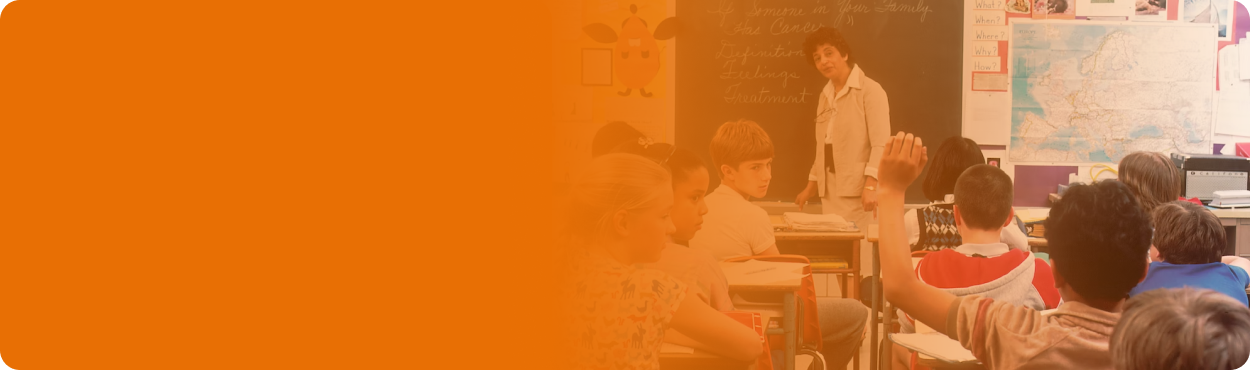 If Someone in Your Family
Has Cancer"
Definition
Feelings
Treatment
What?
When?
Where?
Why?
How?